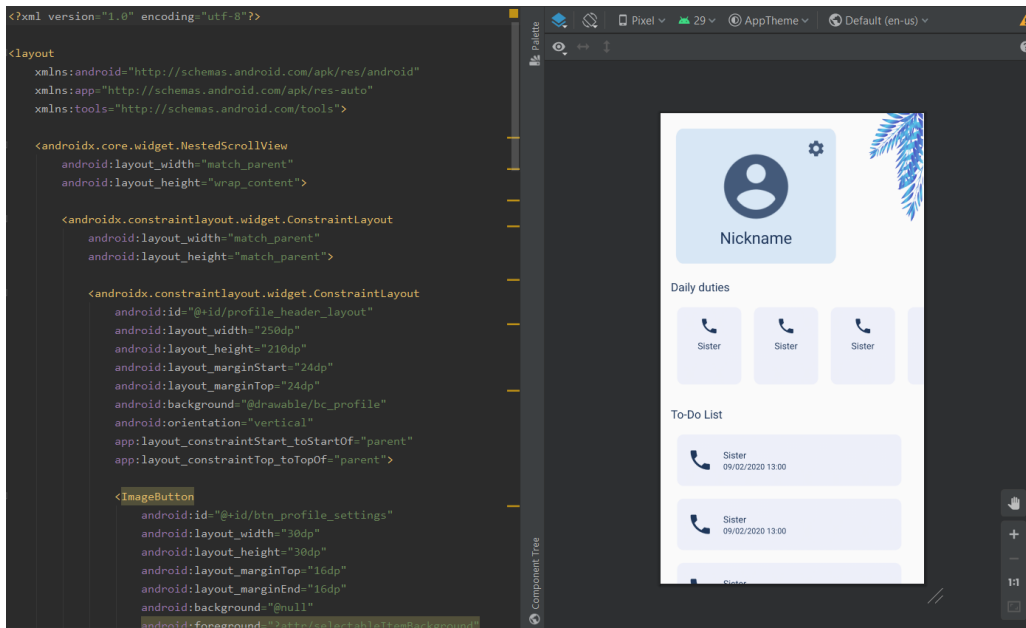 <?xml version="1.0" encoding="utf-8"?>
<layout
xmlns:android="http://schemas.android.com/apk/res/android"
xmlns:app="http://schemas.android.com/apk/res-auto"
xmlns:tools="http://schemas.android.com/tools">
<androidx.core.widget.NestedScrollView
android:layout_width="match_parent"
android:layout_height="wrap_content">
<androidx.constraintlayout.widget.ConstraintLayout
android:layout_width="match_parent"
android:layout_height="match_parent">
<androidx.constraintlayout.widget.ConstraintLayout
android:id="@+id/profile_header_layout"
android:layout_width="250dp"
android:layout_height="210dp"
android:layout_marginStart="24dp"
android:layout_marginTop="24dp"
android:background="@drawable/bc_profile"
android:orientation="vertical"
app:layout_constraintStart_toStartOf="parent"
app:layout_constraintTop_toTopOf="parent">
<ImageButton
android:id="@+id/btn_profile_settings"
android:layout_width="30dp"
android:layout_height="30dp"
android:layout_marginTop="16dp"
android:layout_marginEnd="16dp"
android:background="@null"
android:foreground="?attr/selectableItemBackground"
Palette
Component Tree
Pixel 29 AppTheme Default (en-us)
Nickname
Daily duties
Sister Sister Sister
To-Do List
Sister
09/02/2020 13:00
Sister
09/02/2020 13:00
Sister
1:1